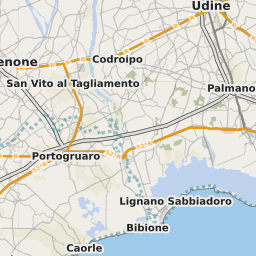 Udine
Codroipo
enone
San Vito al Tagliamento
Palmano
Portogruaro
Lignano Sabbiadoro
Bibione
Caorle